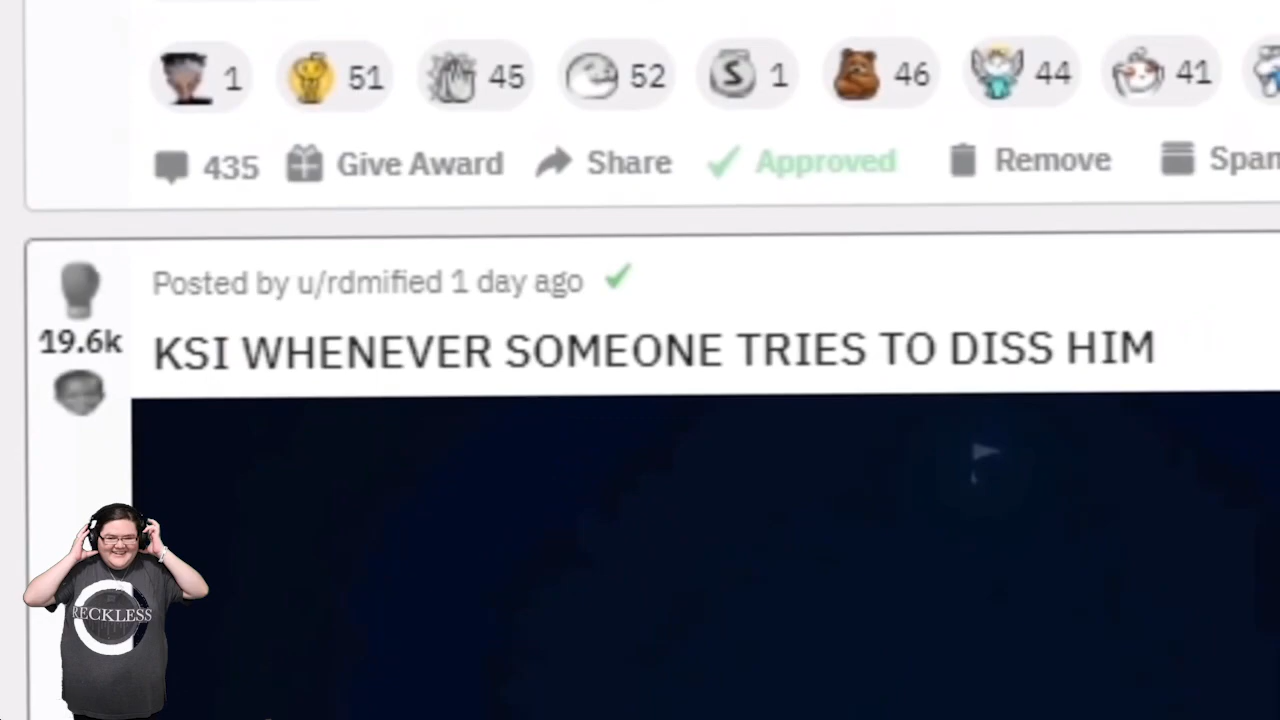 1 51 45 52 S 1 46 44 41
435 Give Award Share Approved Remove Span
Posted by u/rdmified 1 day ago
19.6k
KSI WHENEVER SOMEONE TRIES TO DISS HIM
RECKLESS